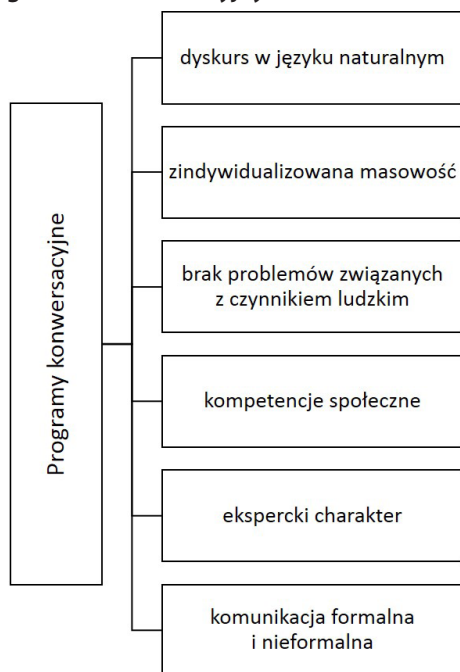 dyskurs w języku naturalnym
zindywidualizowana masowość
brak problemów związanych
z czynnikiem ludzkim
Programy konwersacyjne
kompetencje społeczne
ekspercki charakter
komunikacja formalna
i nieformalna